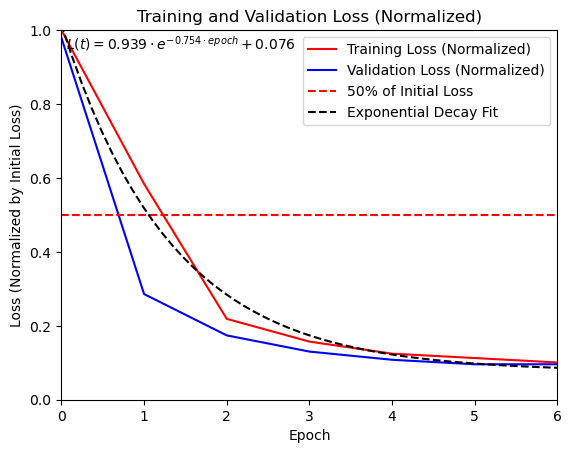 Training and Validation Loss (Normalized)
L(t) = 0.939 · e^{−0.754 · epoch} + 0.076
Training Loss (Normalized)
Validation Loss (Normalized)
50% of Initial Loss
Exponential Decay Fit
Loss (Normalized by Initial Loss)
1.0
0.8
0.6
0.4
0.2
0.0
0 1 2 3 4 5 6
Epoch